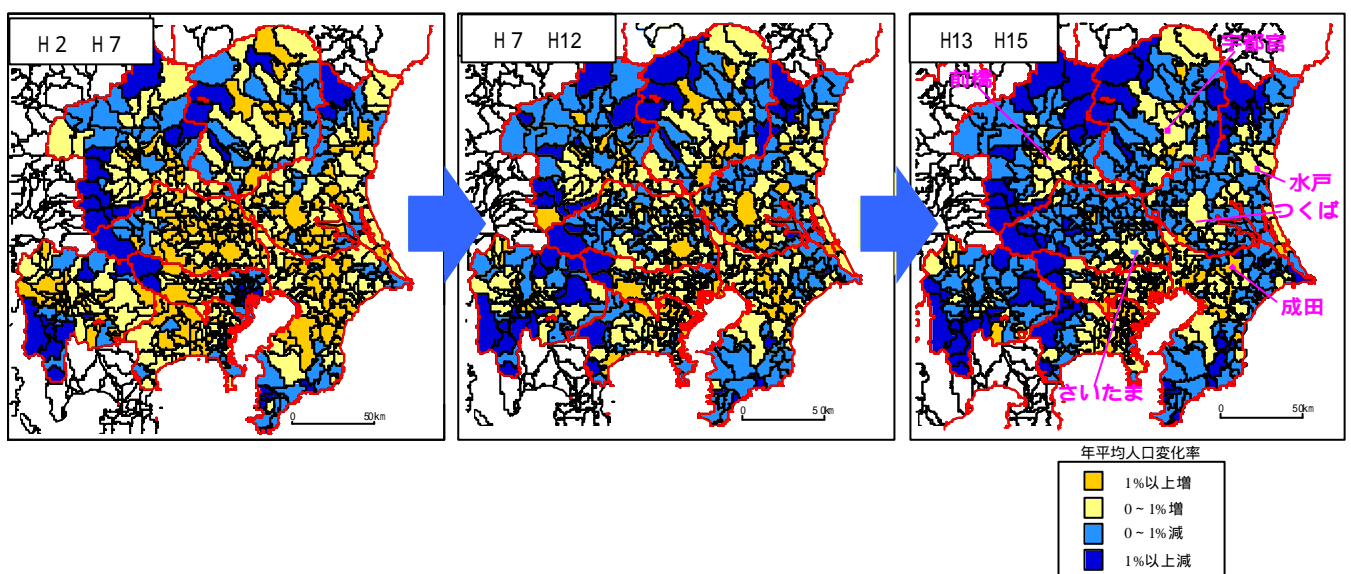 H2 H7
H7 H12
H13 H15
宇都宮
前橋
水戸
つくば
成田
さいたま
0 50km
0 50km
0 50km
年平均人口変化率
1%以上増
0~1%増
0~1%減
1%以上減